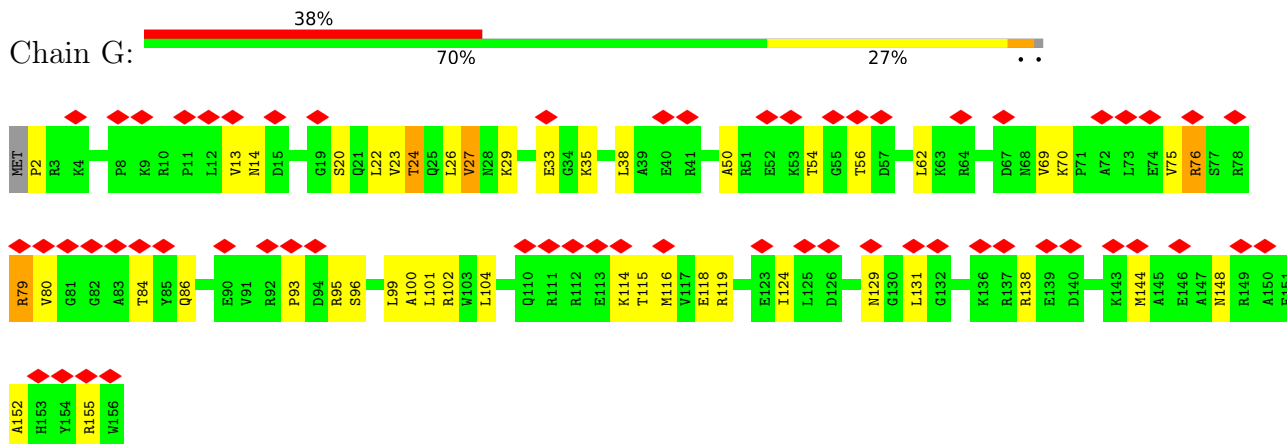 38%
Chain G:
70% 27% . .
MET P2 R3 K4 P8 K9 R10 P11 L12 V13 N14 D15 G19 S20 Q21 L22 V23 T24 Q25 L26 V27 N28 K29 E33 G34 K35 L38 A39 E40 R41 A50 R51 E52 K53 T54 G55 T56 D57 L62 K63 R64 D67 N68 V69 K70 P71 A72 L73 E74 V75 R76 S77 R78
R79 V80 G81 G82 A83 T84 Y85 Q86 E90 V91 R92 P93 D94 R95 S96 L99 A100 L101 R102 W103 L104 Q110 R111 R112 E113 K114 T115 M116 V117 E118 R119 E123 I124 L125 D126 N129 G130 L131 G132 K136 R137 R138 E139 D140 K143 M144 A145 E146 A147 N148 R149 A150
A152 H153 Y154 R155 W156